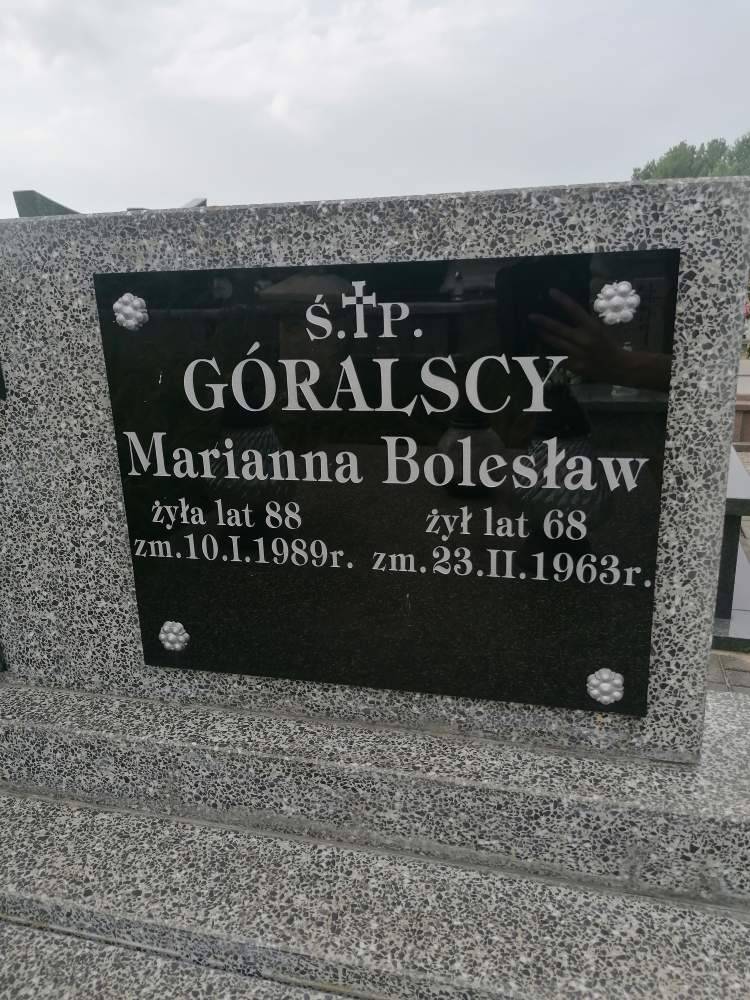 Ś.†P.
GÓRALSCY
Marianna Bolesław
żyła lat 88 żył lat 68
zm.10.I.1989r. zm.23.II.1963r.